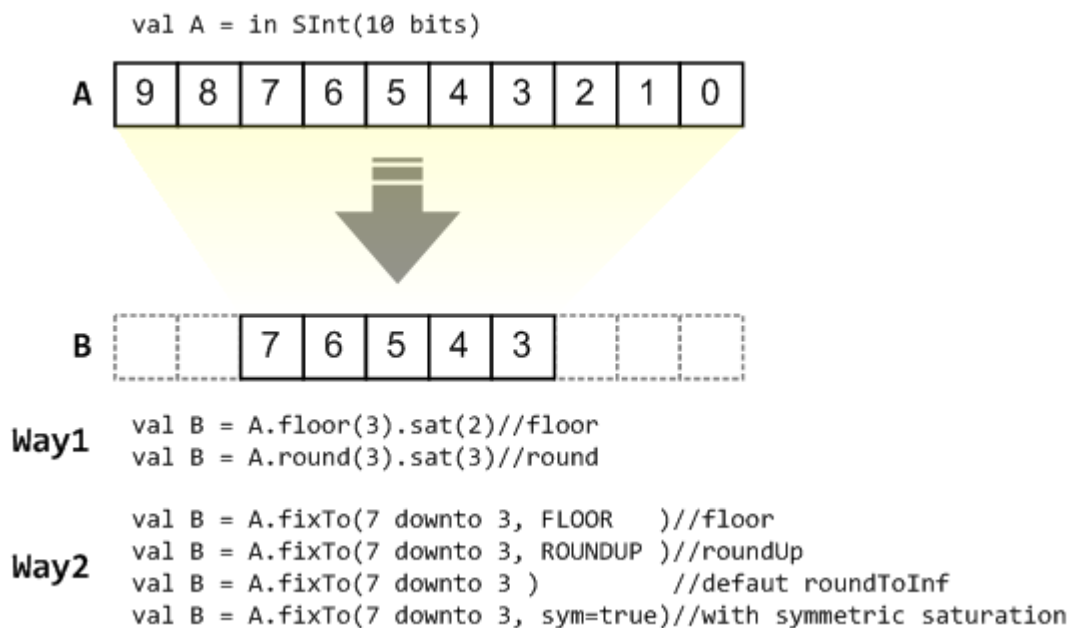 val A = in SInt(10 bits)
A 9 8 7 6 5 4 3 2 1 0
B 7 6 5 4 3
Way1
val B = A.floor(3).sat(2)//floor
val B = A.round(3).sat(3)//round
Way2
val B = A.fixTo(7 downto 3, FLOOR   )//floor
val B = A.fixTo(7 downto 3, ROUNDUP )//roundUp
val B = A.fixTo(7 downto 3 )         //defaut roundToInf
val B = A.fixTo(7 downto 3, sym=true)//with symmetric saturation